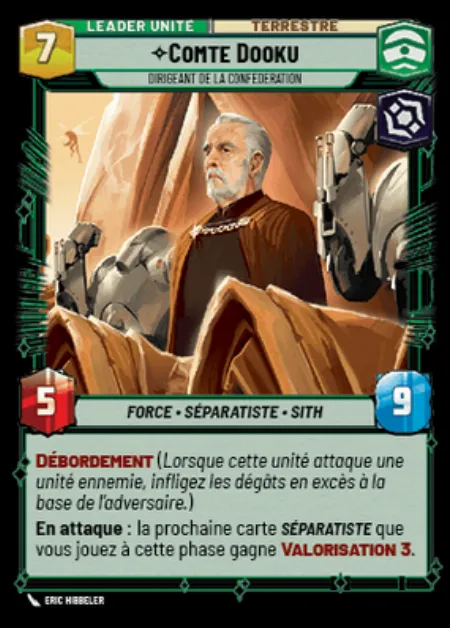 LEADER UNITÉ TERRESTRE
7
COMTE DOOKU
DIRIGEANT DE LA CONFÉDÉRATION
5
FORCE • SÉPARATISTE • SITH
9
DÉBORDEMENT (Lorsque cette unité attaque une
unité ennemie, infligez les dégâts en excès à la
base de l'adversaire.)
En attaque : la prochaine carte SÉPARATISTE que
vous jouez à cette phase gagne VALORISATION 3.
ERIC HIBBELER